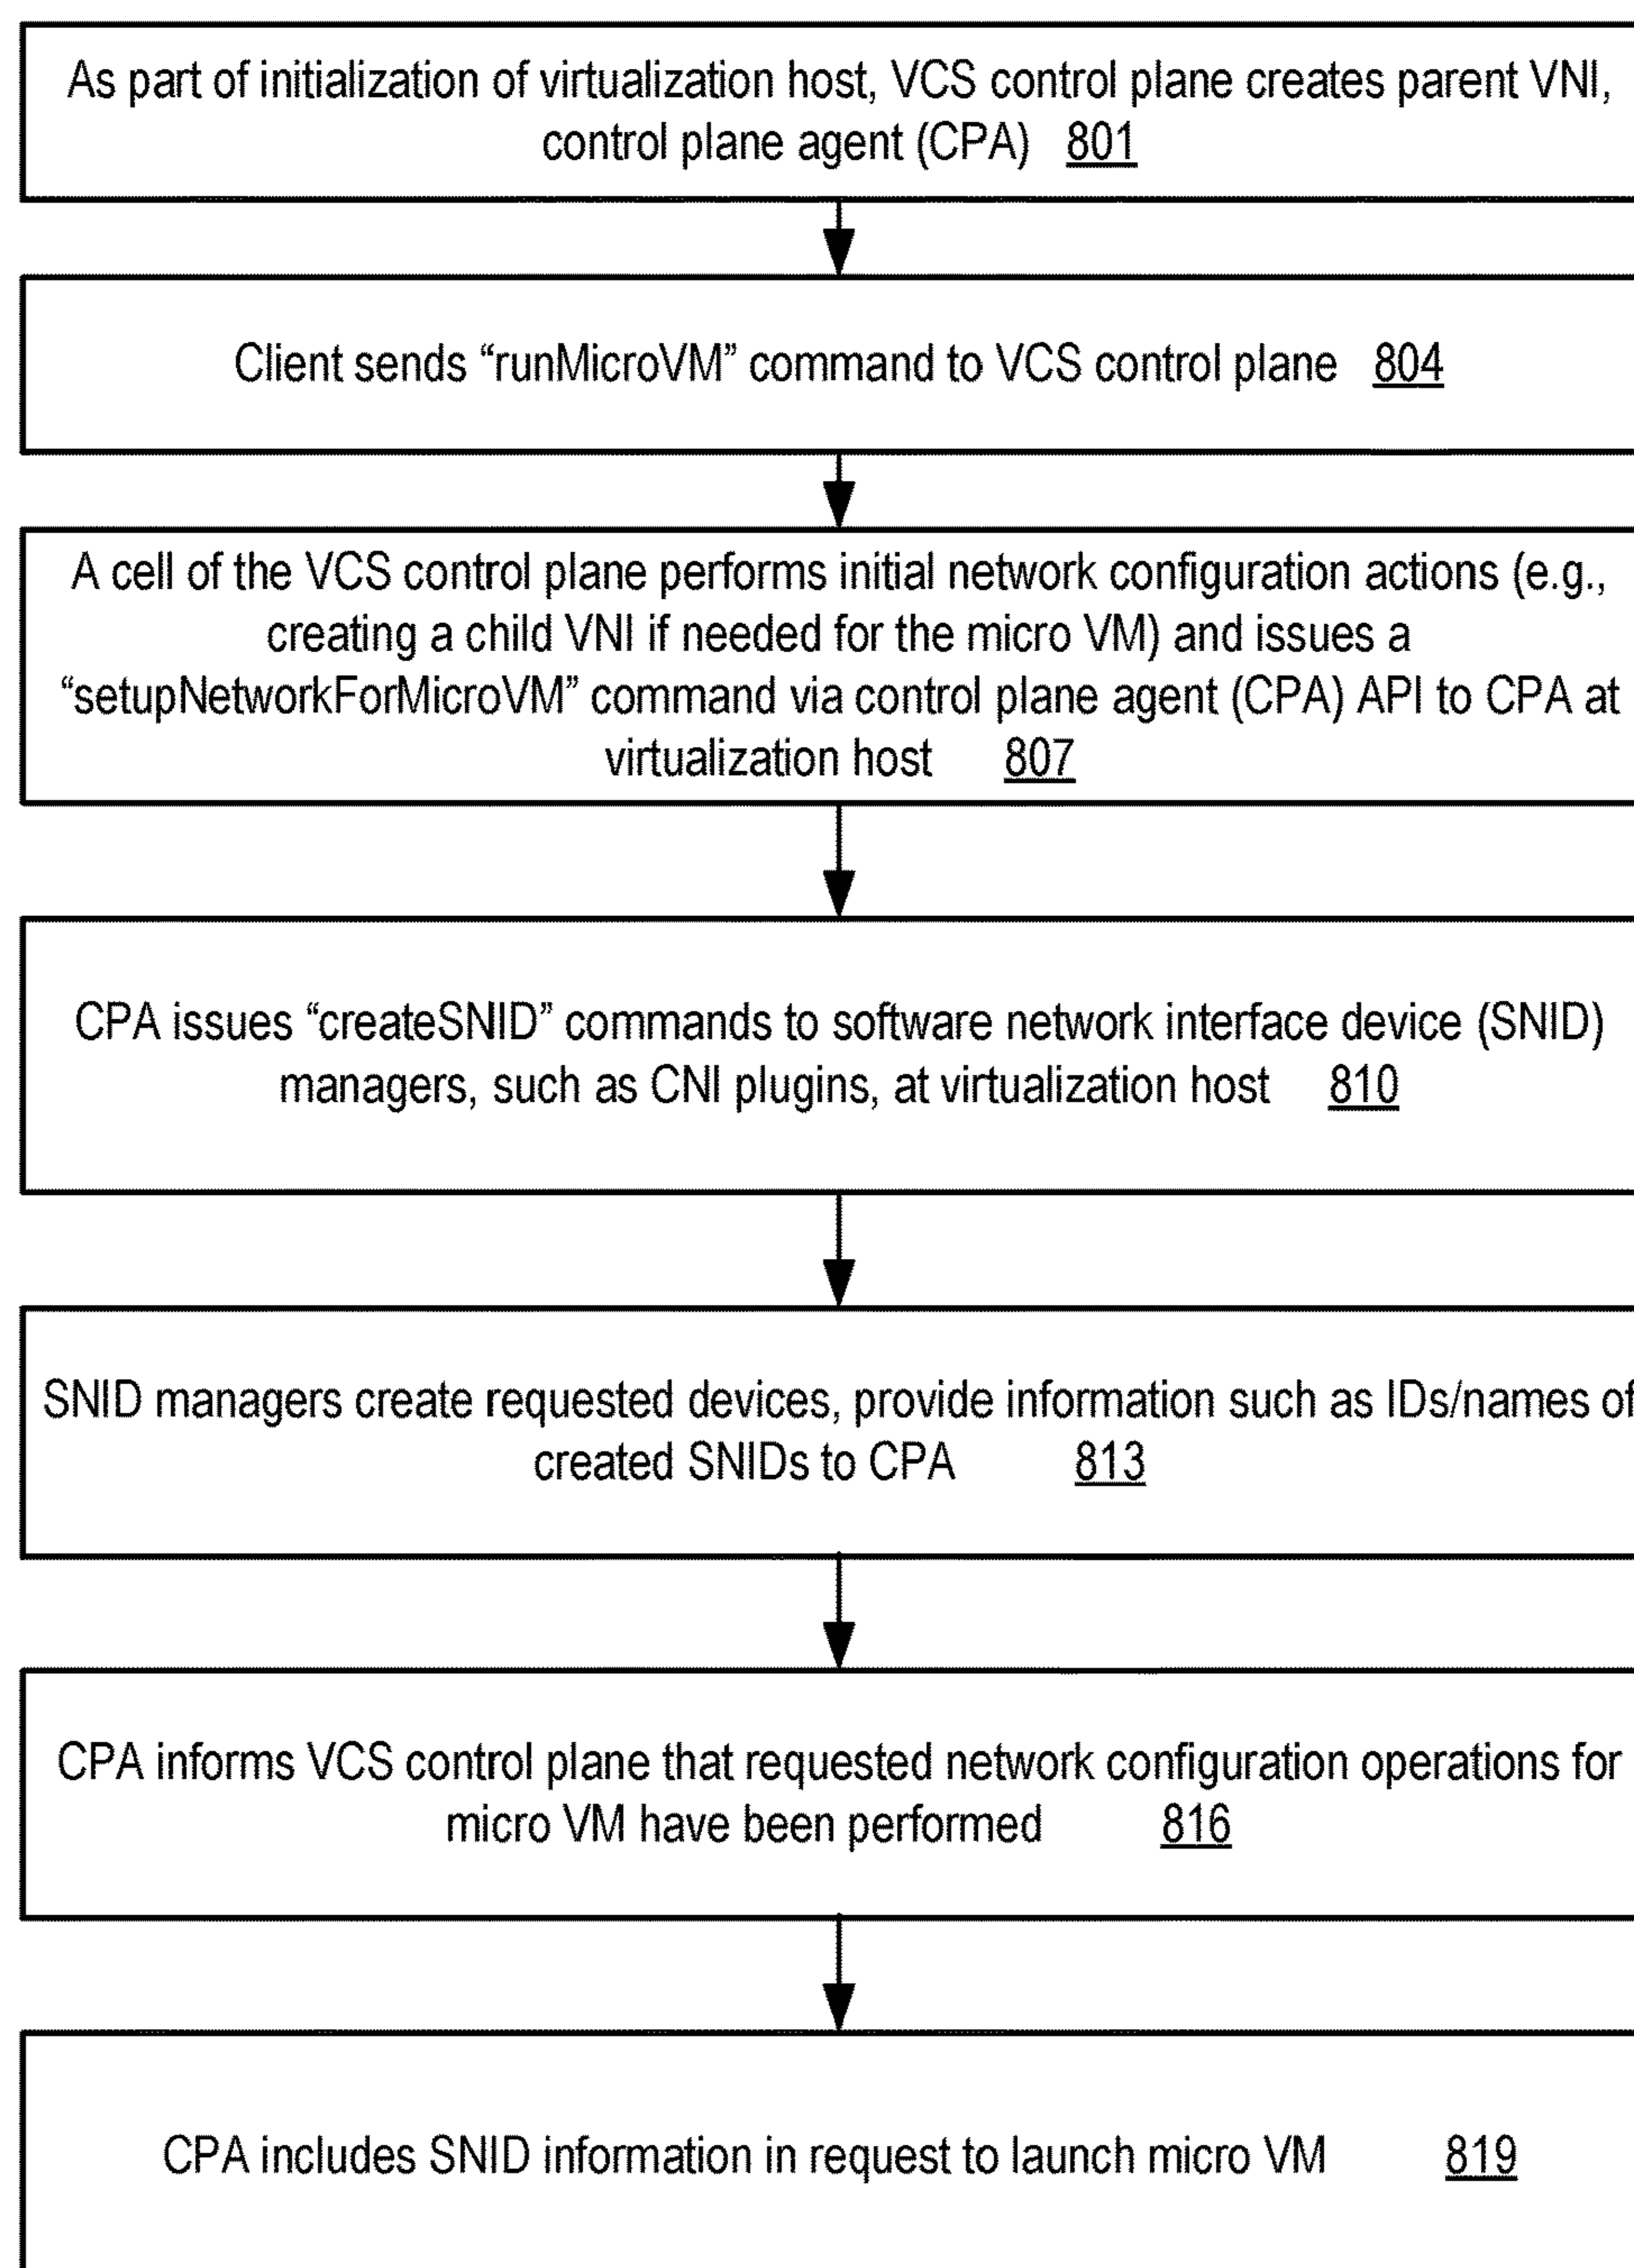 As part of initialization of virtualization host, VCS control plane creates parent VNI,
control plane agent (CPA) 801
Client sends “runMicroVM” command to VCS control plane 804
A cell of the VCS control plane performs initial network configuration actions (e.g.,
creating a child VNI if needed for the micro VM) and issues a
“setupNetworkForMicroVM” command via control plane agent (CPA) API to CPA at
virtualization host 807
CPA issues “createSNID” commands to software network interface device (SNID)
managers, such as CNI plugins, at virtualization host 810
SNID managers create requested devices, provide information such as IDs/names of
created SNIDs to CPA 813
CPA informs VCS control plane that requested network configuration operations for
micro VM have been performed 816
CPA includes SNID information in request to launch micro VM 819